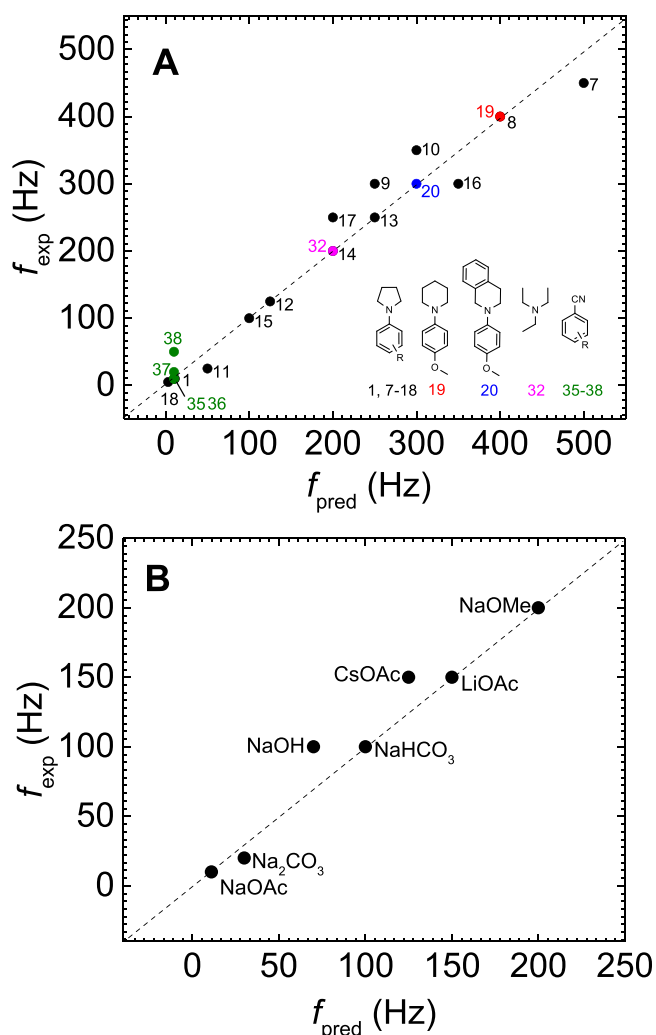 A
500
400
300
200
100
0
f_exp (Hz)
7
19
8
10
9
20
16
17
13
32
14
12
15
38
37
1
11
18
35 36
N
R
N
O
N
O
N
CN
R
1, 7-18
19
20
32
35-38
0
100
200
300
400
500
f_pred (Hz)
B
250
200
150
100
50
0
f_exp (Hz)
NaOMe
CsOAc
LiOAc
NaOH
NaHCO₃
Na₂CO₃
NaOAc
0
50
100
150
200
250
f_pred (Hz)